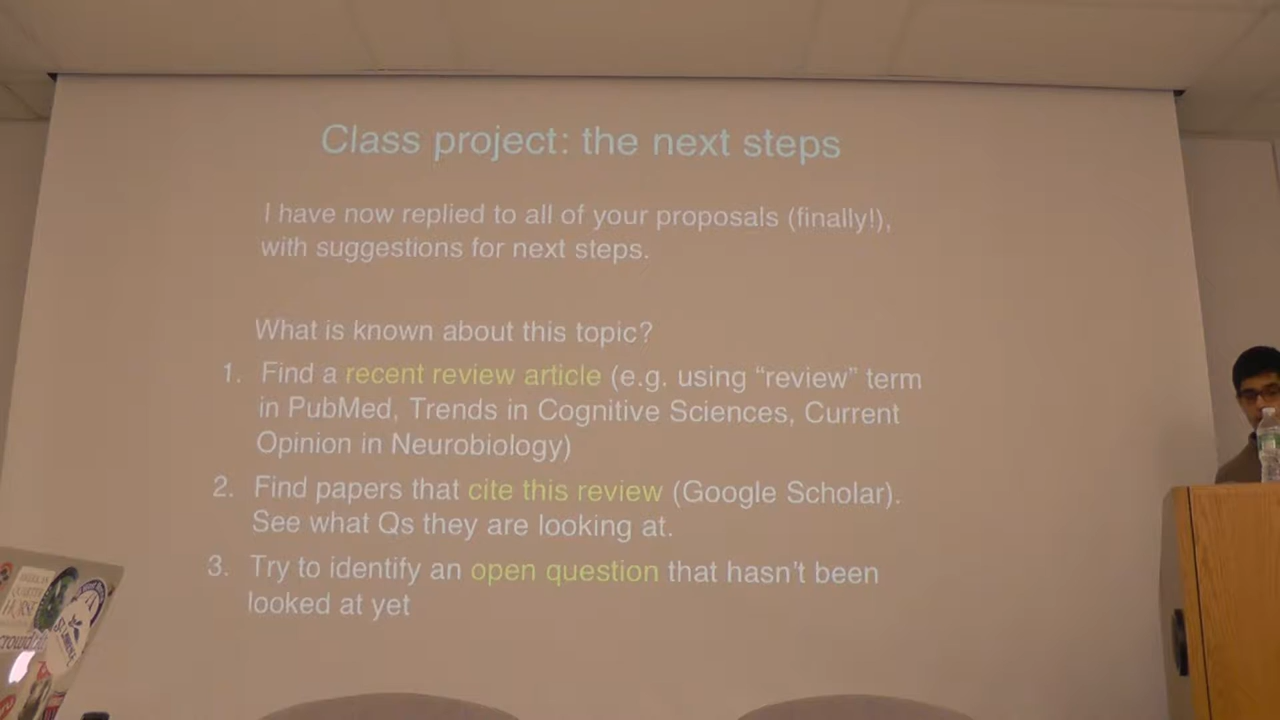 Class project: the next steps
I have now replied to all of your proposals (finally!),
with suggestions for next steps.
What is known about this topic?
1. Find a recent review article (e.g. using “review” term
in PubMed, Trends in Cognitive Sciences, Current
Opinion in Neurobiology)
2. Find papers that cite this review (Google Scholar).
See what Qs they are looking at.
3. Try to identify an open question that hasn't been
looked at yet